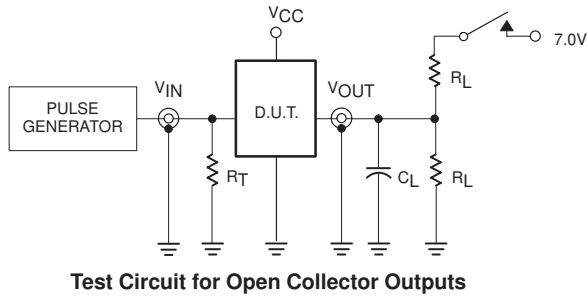 VCC
7.0V
RL
VIN
VOUT
PULSE
GENERATOR
D.U.T.
RT
CL
RL
Test Circuit for Open Collector Outputs